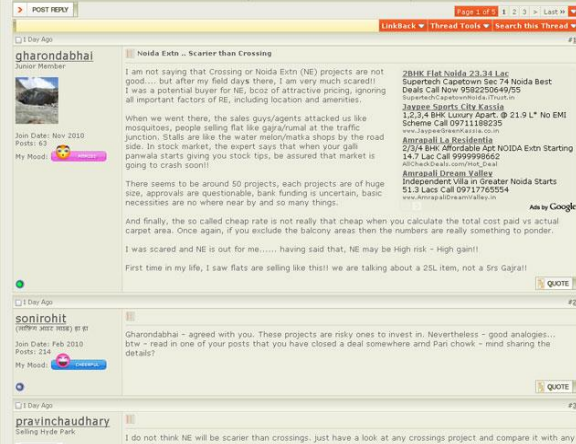 POST REPLY
Page 1 of 5 1 2 3 > Last »
LinkBack Thread Tools Search this Thread
1 Day Ago
#1
gharondabhai
Junior Member
Join Date: Nov 2010
Posts: 63
My Mood:
Noida Extn .. Scarier than Crossing
I am not saying that Crossing or Noida Extn (NE) projects are not
good.... but after my field days there, I am very much scared!!
I was a potential buyer for NE, bcoz of attractive pricing, ignoring
all important factors of RE, including location and amenities.
When we went there, the sales guys/agents attacked us like
mosquitoes, people selling flat like gajra/rumal at the traffic
junction. Stalls are like the water melon/matka shops by the road
side. In stock market, the expert says that when your galli
panwala starts giving you stock tips, be assured that market is
going to crash soon!!
There seems to be around 50 projects, each projects are of huge
size, approvals are questionable, bank funding is uncertain, basic
necessities are no where near by and so many things.
And finally, the so called cheap rate is not really that cheap when you calculate the total cost paid vs actual
carpet area. Once again, if you exclude the balcony areas then the numbers are really something to ponder.
I was scared and NE is out for me...... having said that, NE may be High risk - High gain!!
First time in my life, I saw flats are selling like this!! we are talking about a 25L item, not a 5rs Gajra!!
2BHK Flat Noida 23.34 Lac
Supertech Capetown Sec 74 Noida Best
Deals Call Now 9582250649/55
SupertechCapetownNoida.iTrust.in
Jaypee Sports City Kassia
1,2,3,4 BHK Luxury Apart. @ 21.9 L* No EMI
Scheme Call 09711188235
www.JaypeeGreenKassia.co.in
Amrapali La Residentia
2/3/4 BHK Affordable Apt NOIDA Extn Starting
14.7 Lac Call 9999998662
AllCheckDeals.com/Hot_Deal
Amrapali Dream Valley
Independent Villa in Greater Noida Starts
51.3 Lacs Call 09717765554
www.AmrapaliDreamValley.in
Ads by Google
QUOTE
1 Day Ago
#2
sonirohit
Join Date: Feb 2010
Posts: 214
My Mood: CHEERFUL
Gharondabhai - agreed with you. These projects are risky ones to invest in. Nevertheless - good analogies...
btw - read in one of your posts that you have closed a deal somewhere arnd Pari chowk - mind sharing the
details?
QUOTE
1 Day Ago
#3
pravinchaudhary
Selling Hyde Park
I do not think NE will be scarier than crossings. just have a look at any crossings project and compare it with any